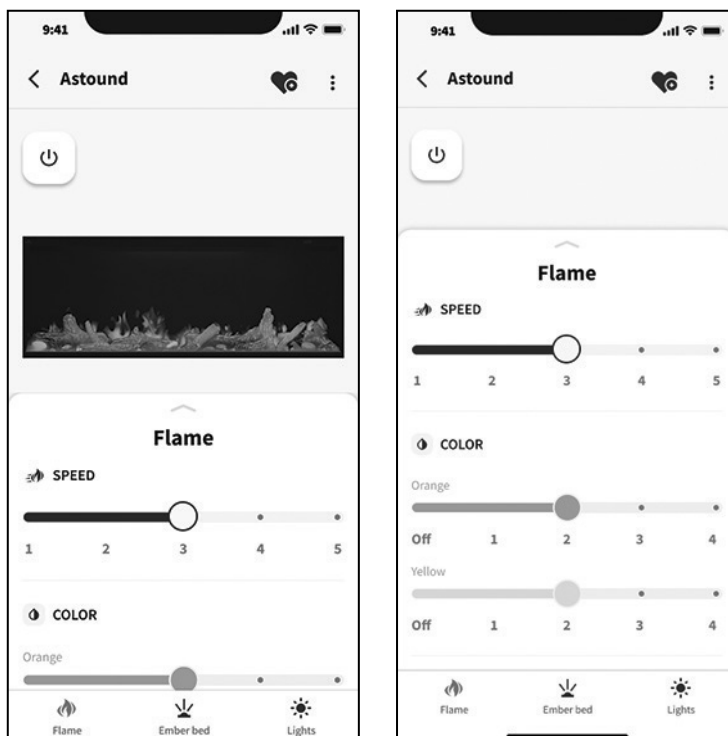 9:41
Astound
Flame
SPEED
1 2 3 4 5
COLOR
Orange
Flame Ember bed Lights
9:41
Astound
Flame
SPEED
1 2 3 4 5
COLOR
Orange
Off 1 2 3 4
Yellow
Off 1 2 3 4
Flame Ember bed Lights